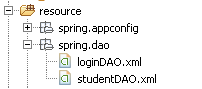 resource
spring.appconfig
spring.dao
loginDAO.xml
studentDAO.xml